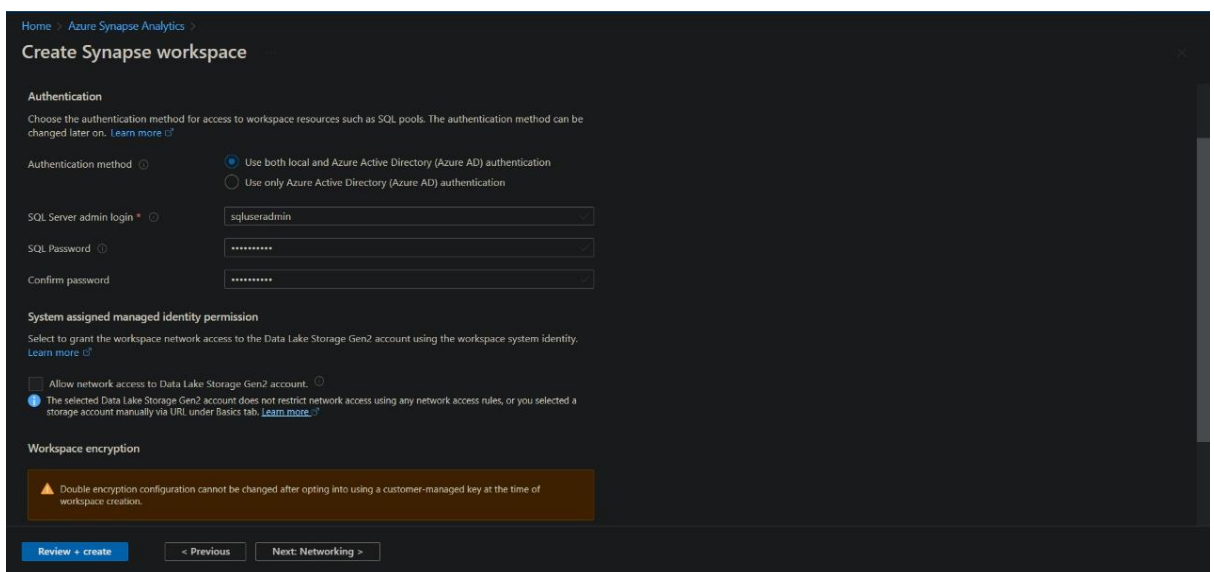 Home > Azure Synapse Analytics >
Create Synapse workspace
Authentication
Choose the authentication method for access to workspace resources such as SQL pools. The authentication method can be
changed later on. Learn more
Authentication method
Use both local and Azure Active Directory (Azure AD) authentication
Use only Azure Active Directory (Azure AD) authentication
SQL Server admin login *
sqluseradmin
SQL Password
••••••••••
Confirm password
••••••••••
System assigned managed identity permission
Select to grant the workspace network access to the Data Lake Storage Gen2 account using the workspace system identity.
Learn more
Allow network access to Data Lake Storage Gen2 account.
The selected Data Lake Storage Gen2 account does not restrict network access using any network access rules, or you selected a
storage account manually via URL under Basics tab. Learn more
Workspace encryption
Double encryption configuration cannot be changed after opting into using a customer-managed key at the time of
workspace creation.
Review + create
< Previous
Next: Networking >